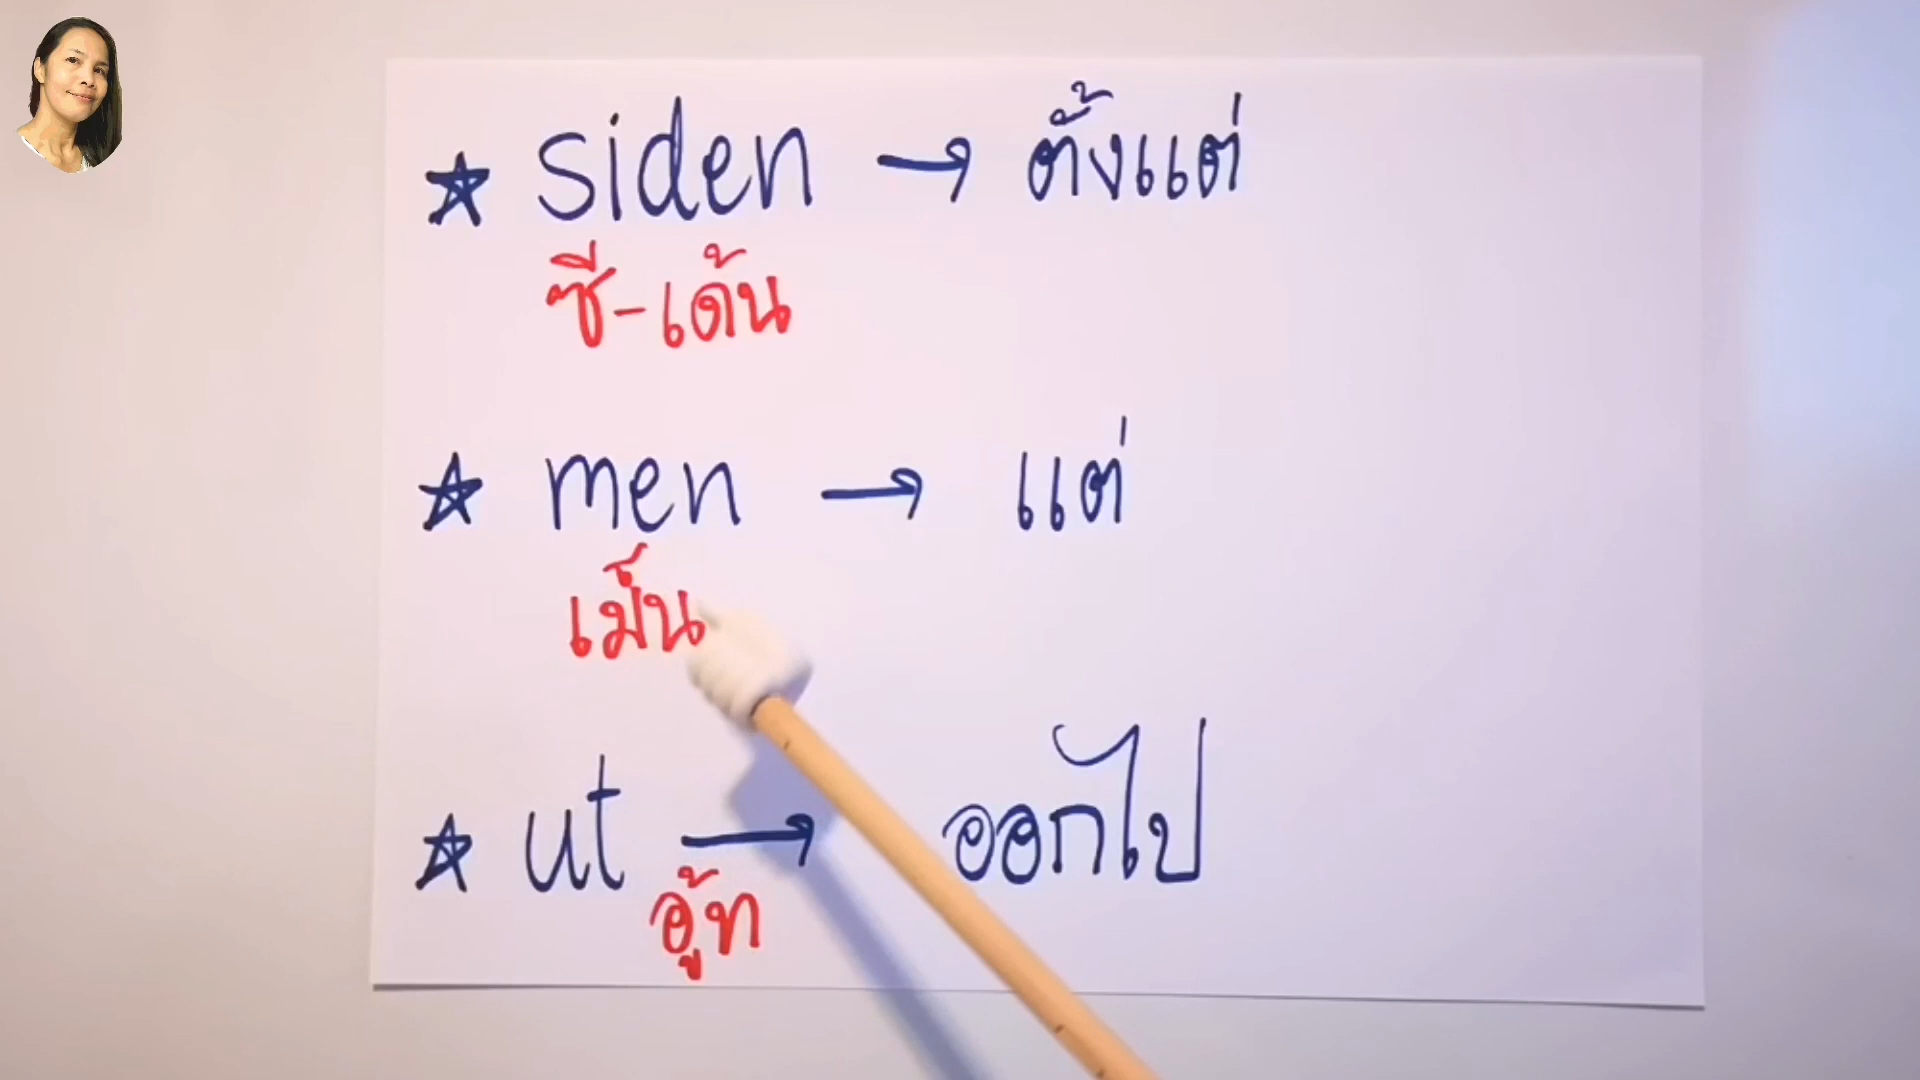 ☆ siden → ตั้งแต่
ซี-เด้น
☆ men → แต่
เม็น
☆ ut → ออกไป
อู้ท